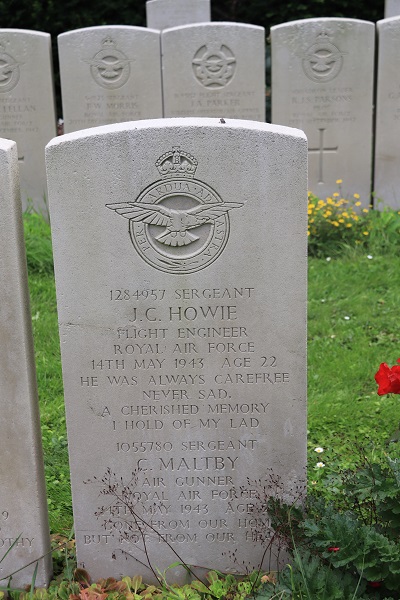 PER ARDUA AD ASTRA
1284957 SERGEANT
J.C. HOWIE
FLIGHT ENGINEER
ROYAL AIR FORCE
14TH MAY 1943 AGE 22
HE WAS ALWAYS CAREFREE
NEVER SAD.
A CHERISHED MEMORY
I HOLD OF MY LAD
1055780 SERGEANT
C. MALTBY
AIR GUNNER
ROYAL AIR FORCE
14TH MAY 1943 AGE
GONE FROM OUR HOME
BUT NOT FROM OUR
J.A. PARKER